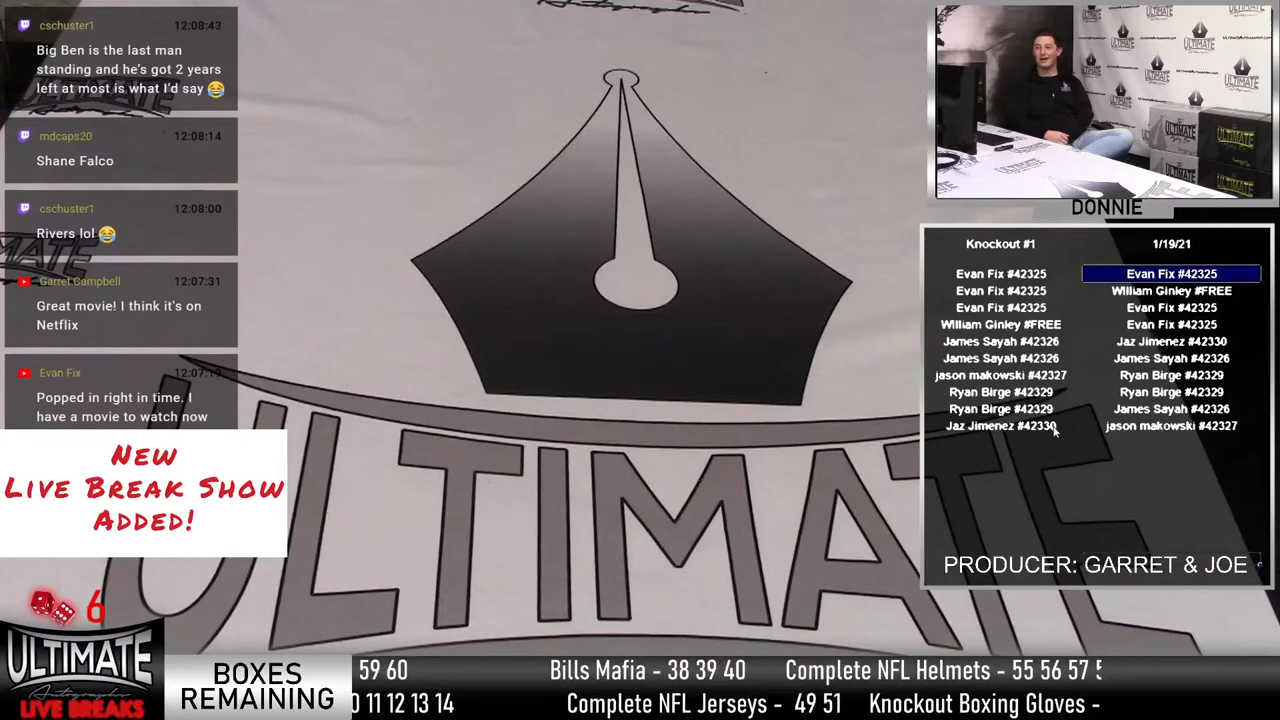 cschuster1 12:08:43
Big Ben is the last man
standing and he's got 2 years
left at most is what I'd say 😂
mdcaps20 12:08:14
Shane Falco
cschuster1 12:08:00
Rivers lol 😂
Garret Campbell 12:07:31
Great movie! I think it's on
Netflix
Evan Fix
Popped in right in time. I
have a movie to watch now
New
Live Break Show
Added!
6
ULTIMATE
Autographs
LIVE BREAKS
BOXES
REMAINING
59 60
Bills Mafia - 38 39 40
Complete NFL Helmets - 55 56 57
0 11 12 13 14
Complete NFL Jerseys - 49 51
Knockout Boxing Gloves -
Autographs
ULTIMATE
DONNIE
Knockout #1 1/19/21
Evan Fix #42325 Evan Fix #42325
Evan Fix #42325 William Ginley #FREE
Evan Fix #42325 Evan Fix #42325
William Ginley #FREE Evan Fix #42325
James Sayah #42326 Jaz Jimenez #42330
James Sayah #42326 James Sayah #42326
jason makowski #42327 Ryan Birge #42329
Ryan Birge #42329 Ryan Birge #42329
Ryan Birge #42329 James Sayah #42326
Jaz Jimenez #42330 jason makowski #42327
PRODUCER: GARRET & JOE